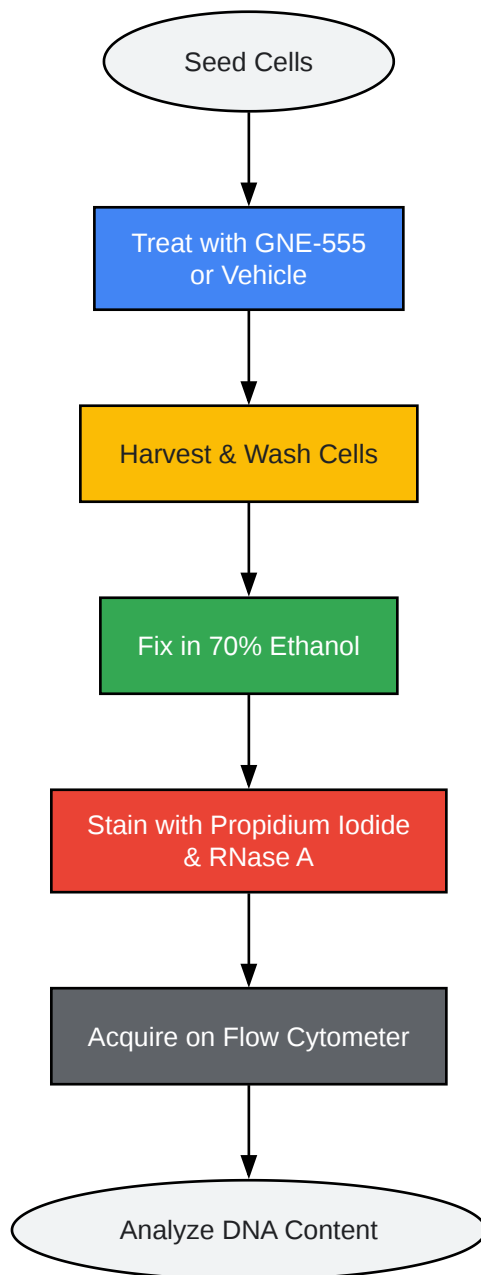 Seed Cells
Treat with GNE-555
or Vehicle
Harvest & Wash Cells
Fix in 70% Ethanol
Stain with Propidium Iodide
& RNase A
Acquire on Flow Cytometer
Analyze DNA Content